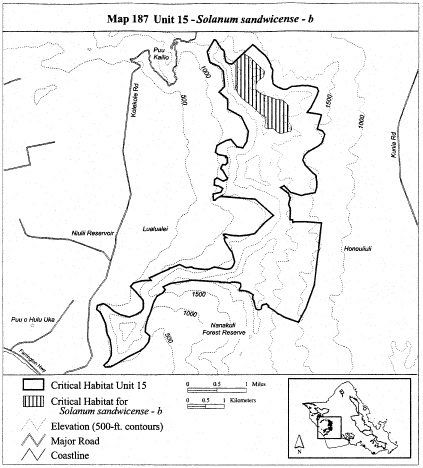 Map 187 Unit 15 - Solanum sandwicense - b
Puu
Kailio
1000
500
Kolekole Rd
1500
1000
Kunia Rd
Niulii Reservoir
Lualualei
Honouliuli
Puu o Hulu Uka
1500
1000
Nanakuli
Forest Reserve
500
Farrington Hwy
Critical Habitat Unit 15
Critical Habitat for
Solanum sandwicense - b
Elevation (500-ft. contours)
Major Road
Coastline
0 0.5 1 Miles
0 0.5 1 Kilometers
N